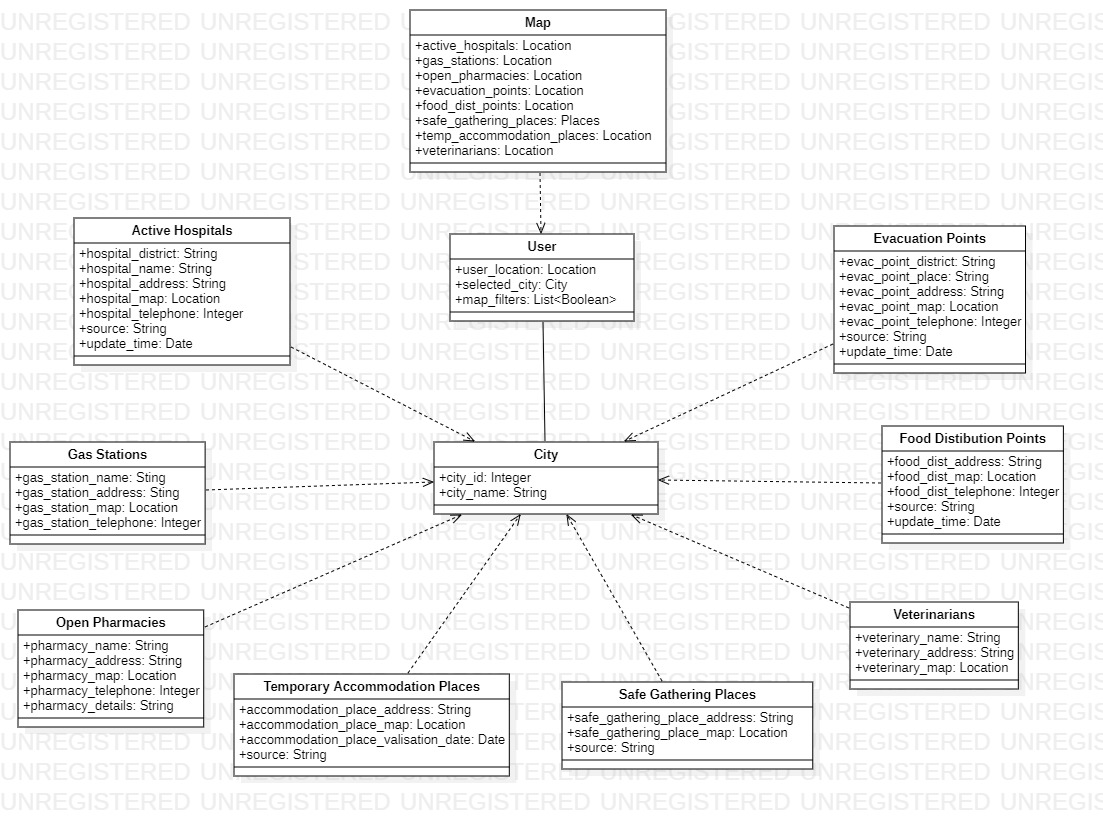 Map
+active_hospitals: Location
+gas_stations: Location
+open_pharmacies: Location
+evacuation_points: Location
+food_dist_points: Location
+safe_gathering_places: Places
+temp_accommodation_places: Location
+veterinarians: Location
Active Hospitals
+hospital_district: String
+hospital_name: String
+hospital_address: String
+hospital_map: Location
+hospital_telephone: Integer
+source: String
+update_time: Date
User
+user_location: Location
+selected_city: City
+map_filters: List<Boolean>
Evacuation Points
+evac_point_district: String
+evac_point_place: String
+evac_point_address: String
+evac_point_map: Location
+evac_point_telephone: Integer
+source: String
+update_time: Date
Gas Stations
+gas_station_name: Sting
+gas_station_address: Sting
+gas_station_map: Location
+gas_station_telephone: Integer
City
+city_id: Integer
+city_name: String
Food Distibution Points
+food_dist_address: String
+food_dist_map: Location
+food_dist_telephone: Integer
+source: String
+update_time: Date
Open Pharmacies
+pharmacy_name: String
+pharmacy_address: String
+pharmacy_map: Location
+pharmacy_telephone: Integer
+pharmacy_details: String
Temporary Accommodation Places
+accommodation_place_address: String
+accommodation_place_map: Location
+accommodation_place_valisation_date: Date
+source: String
Safe Gathering Places
+safe_gathering_place_address: String
+safe_gathering_place_map: Location
+source: String
Veterinarians
+veterinary_name: String
+veterinary_address: String
+veterinary_map: Location
UNREGISTERED